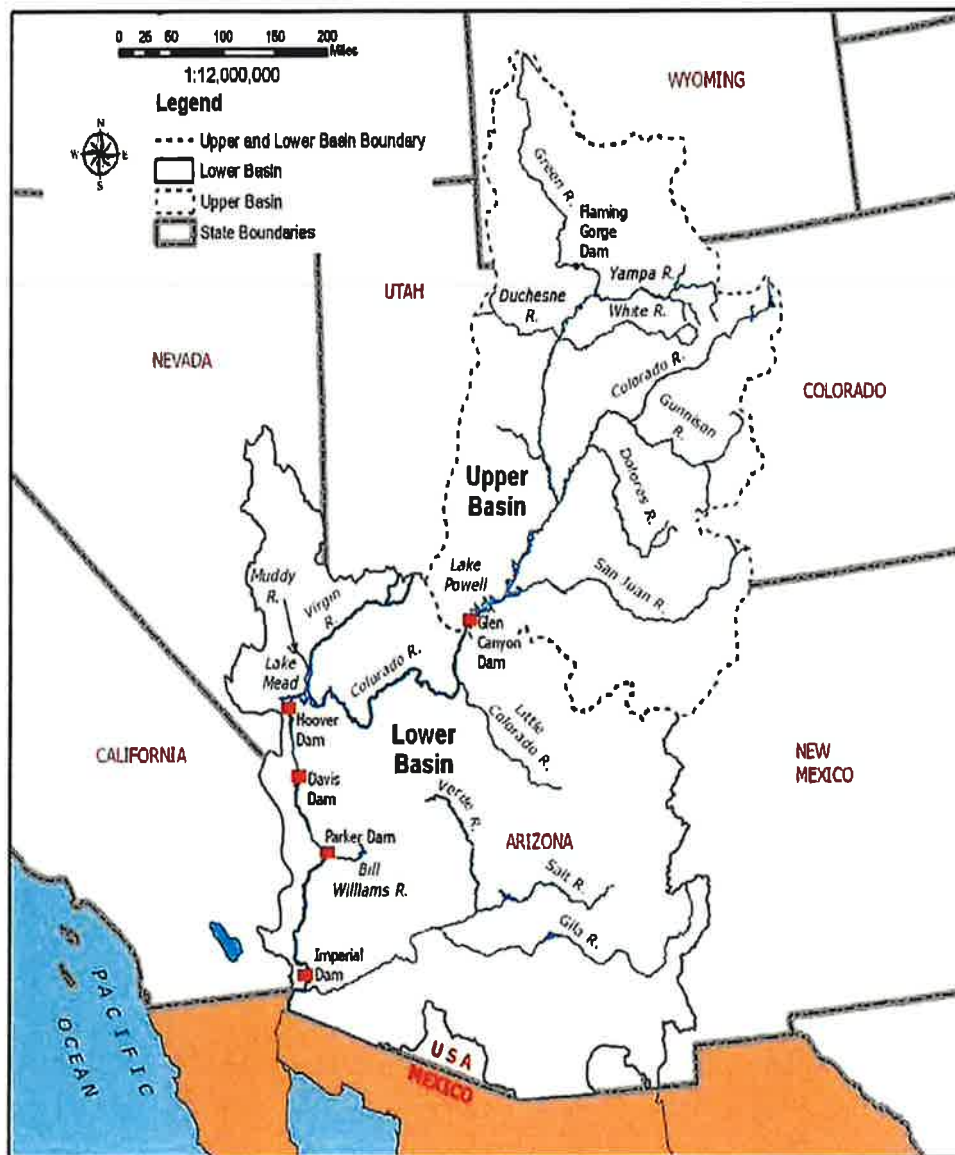 0 25 50 100 150 200
Miles
1:12,000,000
Legend
N
W E
S
Upper and Lower Basin Boundary
Lower Basin
Upper Basin
State Boundaries
WYOMING
Green R.
Flaming
Gorge
Dam
Yampa R.
UTAH
Duchesne
R.
White R.
NEVADA
Colorado R.
COLORADO
Gunnison
R.
Dolores R.
Upper
Basin
Lake
Powell
San Juan R.
Muddy
R.
Virgin
R.
Glen
Canyon
Dam
Lake
Mead
Colorado R.
Hoover
Dam
Little
Colorado R.
Lower
Basin
CALIFORNIA
NEW
MEXICO
Davis
Dam
Verde R.
Parker Dam
ARIZONA
Bill
Williams R.
Salt R.
Gila R.
Imperial
Dam
PACIFIC
OCEAN
USA
MEXICO